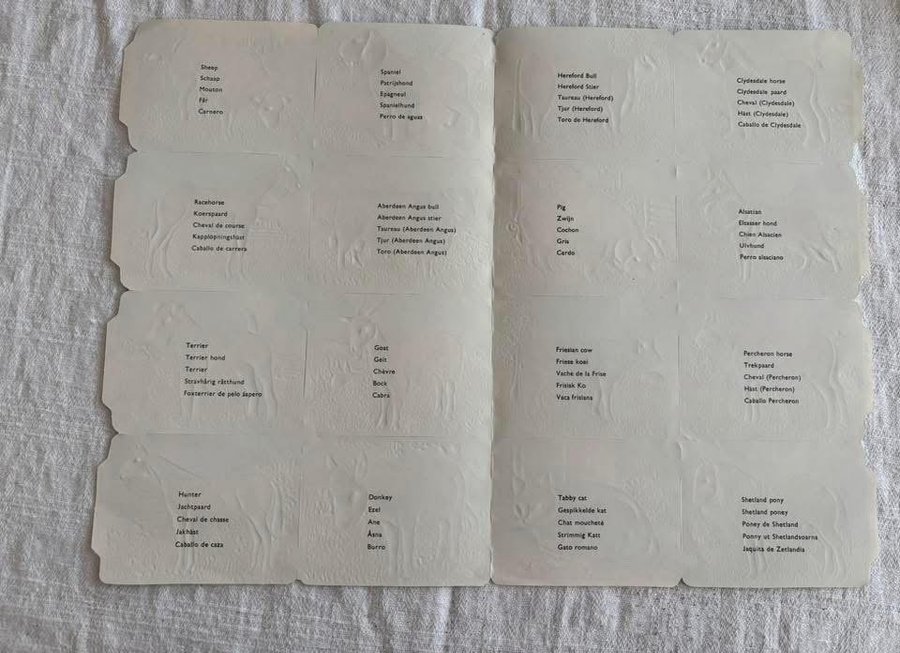 Sheep
Schaap
Mouton
Får
Carnero
Spaniel
Patrijshond
Epagneul
Spanielhund
Perro de aguas
Hereford Bull
Hereford Stier
Taureau (Hereford)
Tjur (Hereford)
Toro de Hereford
Clydesdale horse
Clydesdale paard
Cheval (Clydesdale)
Häst (Clydesdale)
Caballo de Clydesdale
Racehorse
Koerspaard
Cheval de course
Kapplöpningshäst
Caballo de carrera
Aberdeen Angus bull
Aberdeen Angus stier
Taureau (Aberdeen Angus)
Tjur (Aberdeen Angus)
Toro (Aberdeen Angus)
Pig
Zwijn
Cochon
Gris
Cerdo
Alsatian
Elsasser hond
Chien Alsacien
Ulvhund
Perro alsaciano
Terrier
Terrier hond
Terrier
Stravhårig råtthund
Foxterrier de pelo áspero
Goat
Geit
Chèvre
Bock
Cabra
Friesian cow
Friese koei
Vache de la Frise
Frisisk Ko
Vaca frisiana
Percheron horse
Trekpaard
Cheval (Percheron)
Häst (Percheron)
Caballo Percheron
Hunter
Jachtpaard
Cheval de chasse
Jakhäst
Caballo de caza
Donkey
Ezel
Ane
Åsna
Burro
Tabby cat
Gespikkelde kat
Chat moucheté
Strimmig Katt
Gato romano
Shetland pony
Shetland poney
Poney de Shetland
Ponny ut Shetlandsoarna
Jaquita de Zetlandia